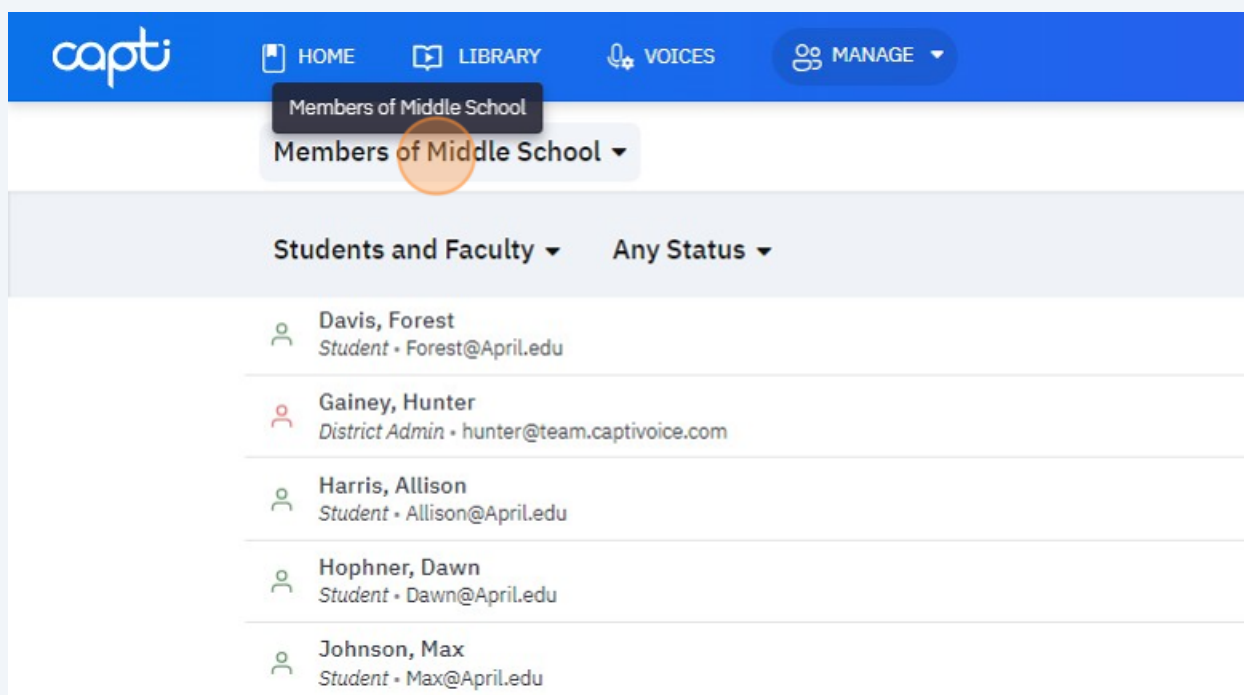 capti HOME LIBRARY VOICES MANAGE
Members of Middle School
Members of Middle School
Students and Faculty Any Status
Davis, Forest
Student • Forest@April.edu
Gainey, Hunter
District Admin • hunter@team.captivoice.com
Harris, Allison
Student • Allison@April.edu
Hophner, Dawn
Student • Dawn@April.edu
Johnson, Max
Student • Max@April.edu